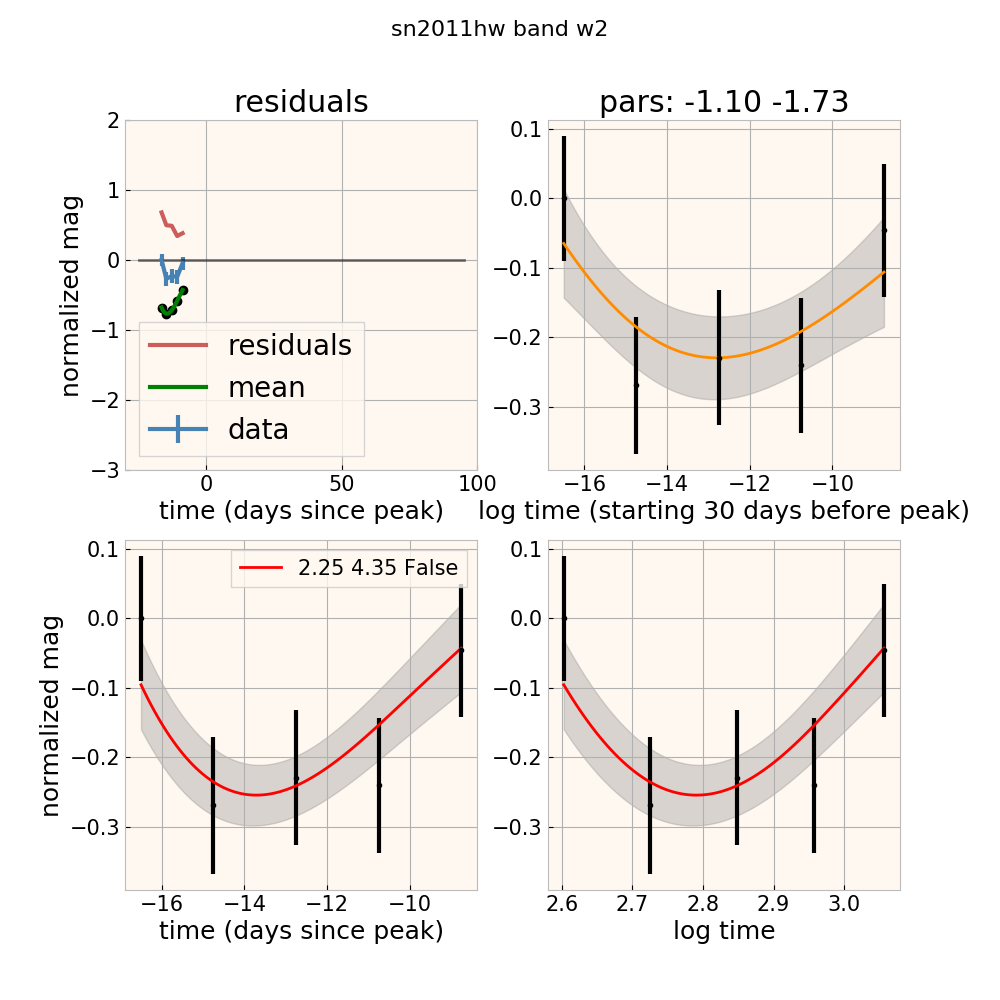 sn2011hw band w2
residuals
pars: -1.10 -1.73
normalized mag
2
1
0
−1
−2
−3
residuals
mean
data
0
50
100
time (days since peak)
0.1
0.0
−0.1
−0.2
−0.3
−16
−14
−12
−10
log time (starting 30 days before peak)
normalized mag
0.1
0.0
−0.1
−0.2
−0.3
2.25 4.35 False
−16
−14
−12
−10
time (days since peak)
0.1
0.0
−0.1
−0.2
−0.3
2.6
2.7
2.8
2.9
3.0
log time